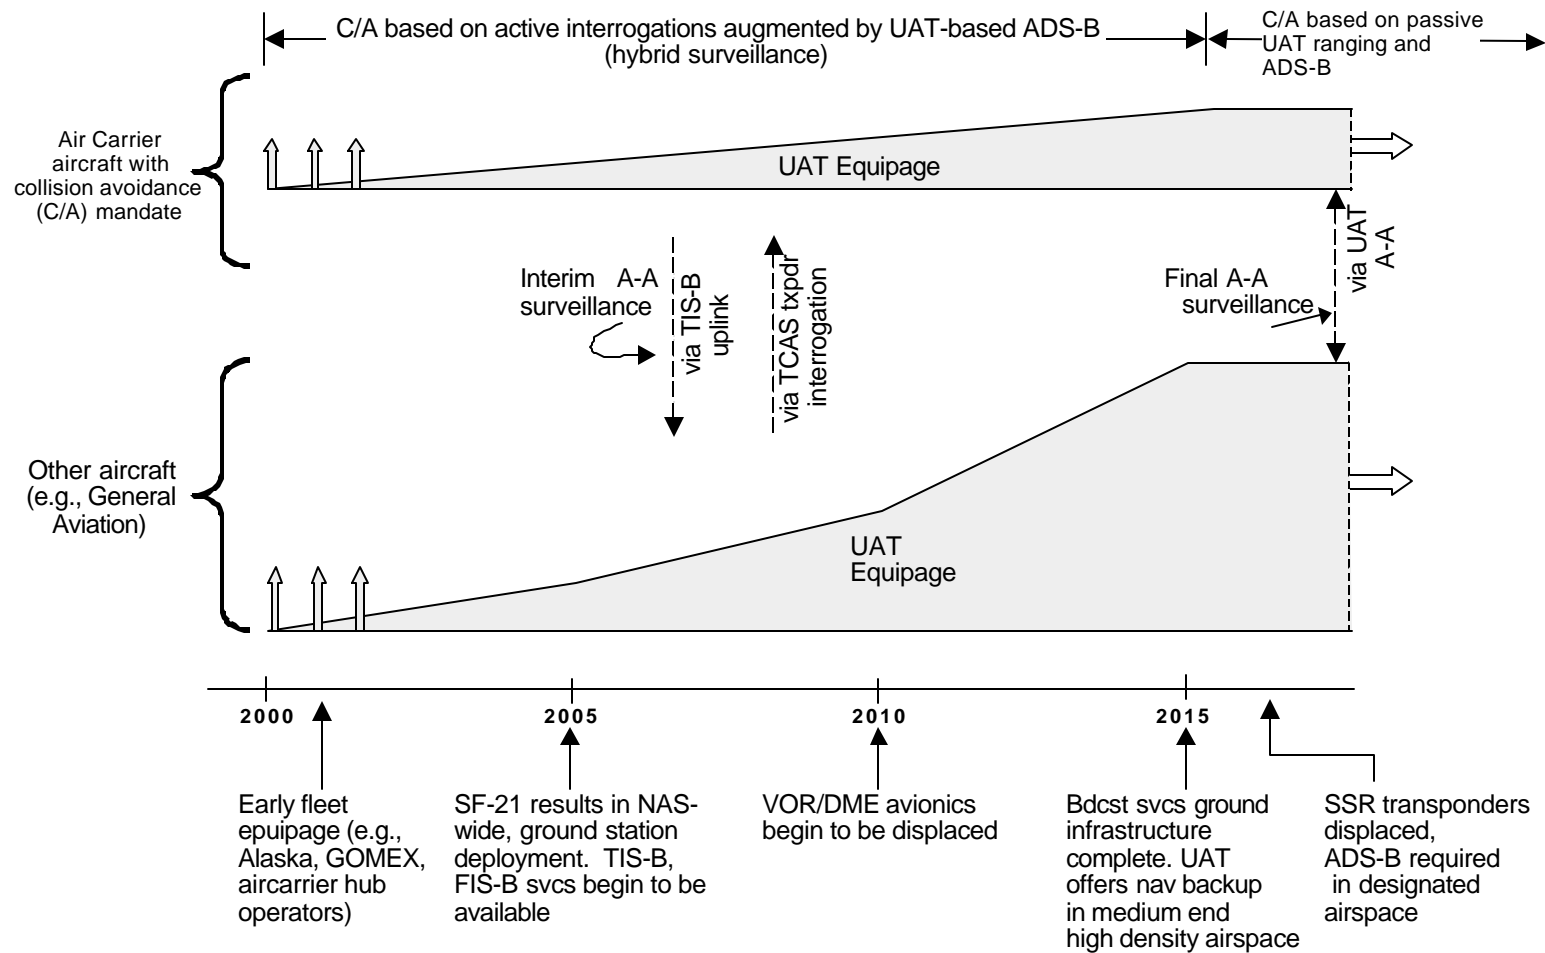 C/A based on active interrogations augmented by UAT-based ADS-B
(hybrid surveillance)
C/A based on passive
UAT ranging and
ADS-B
Air Carrier
aircraft with
collision avoidance
(C/A) mandate
UAT Equipage
Interim A-A
surveillance
via TIS-B
uplink
via TCAS txpdr
interrogation
Final A-A
surveillance
via UAT
A-A
Other aircraft
(e.g., General
Aviation)
UAT
Equipage
2000
2005
2010
2015
Early fleet
epuipage (e.g.,
Alaska, GOMEX,
aircarrier hub
operators)
SF-21 results in NAS-
wide, ground station
deployment. TIS-B,
FIS-B svcs begin to be
available
VOR/DME avionics
begin to be displaced
Bdcst svcs ground
infrastructure
complete. UAT
offers nav backup
in medium end
high density airspace
SSR transponders
displaced,
ADS-B required
in designated
airspace